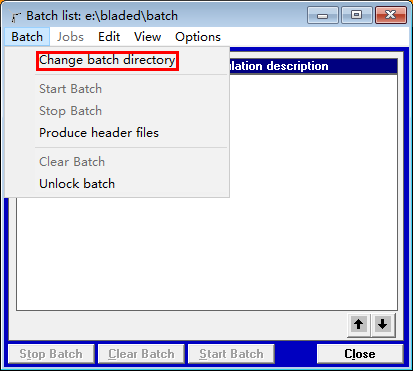 Batch list: e:\bladed\batch
Batch Jobs Edit View Options
Change batch directory
ulation description
Start Batch
Stop Batch
Produce header files
Clear Batch
Unlock batch
Stop Batch Clear Batch Start Batch Close